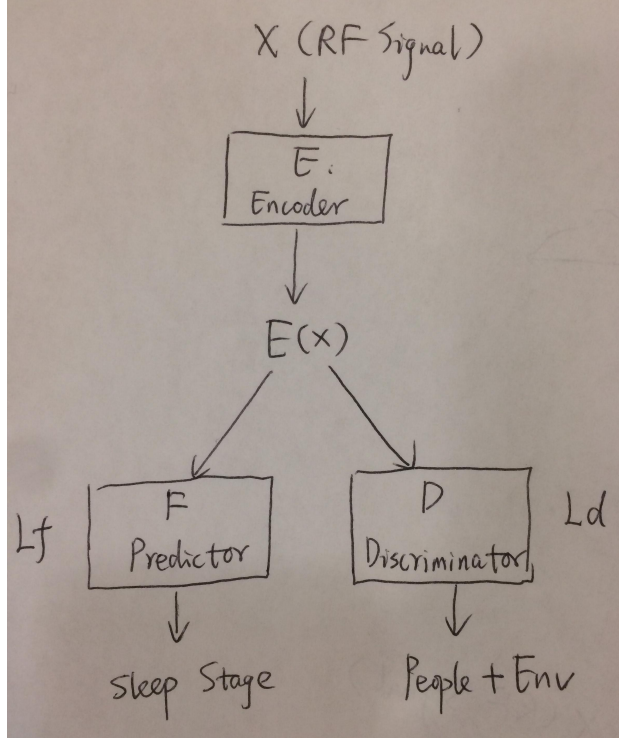 X (RF Signal)
E.
Encoder
E(x)
F
Predictor
Lf
D
Discriminator
Ld
Sleep Stage
People + Env